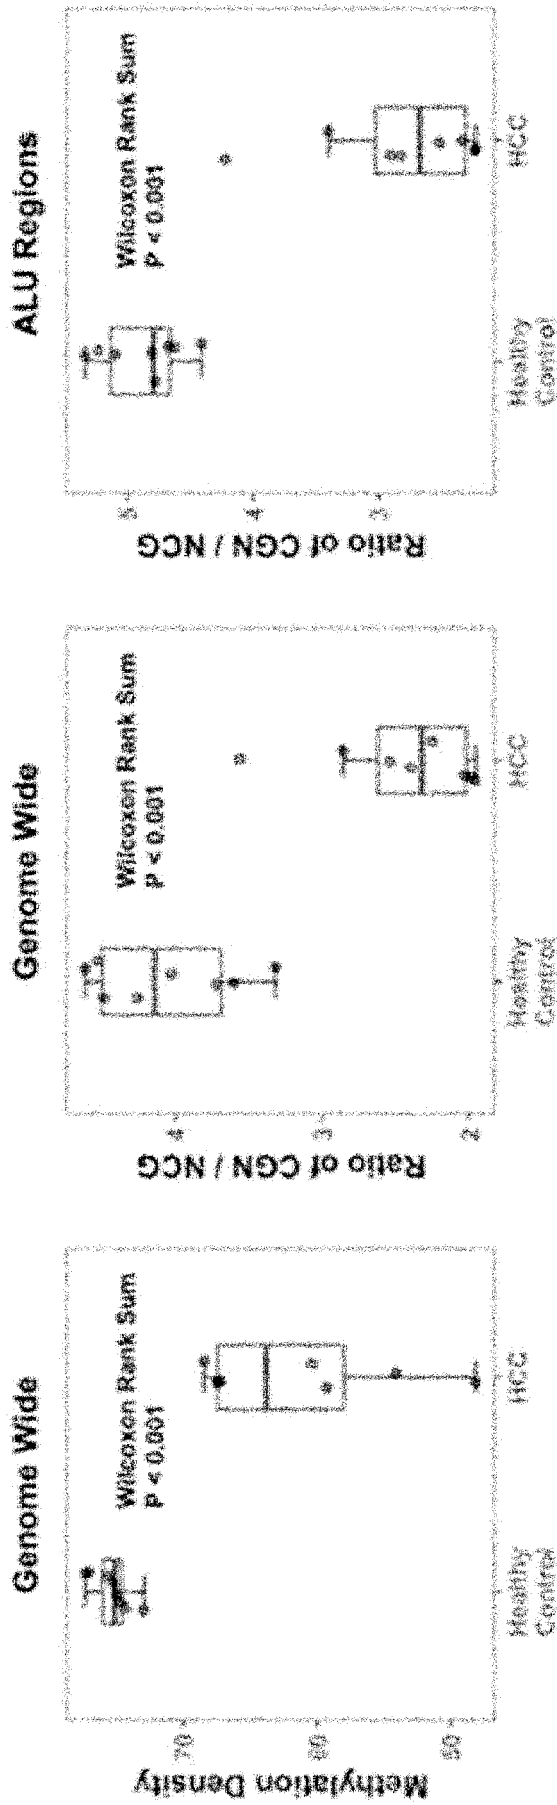 Genome Wide
Wilcoxon Rank Sum
P < 0.001
Methylation Density
70
60
50
Healthy
Control
HCC
Genome Wide
Wilcoxon Rank Sum
P < 0.001
Ratio of CGN / NCG
4
3
2
Healthy
Control
HCC
ALU Regions
Wilcoxon Rank Sum
P < 0.001
Ratio of CGN / NCG
5
4
3
Healthy
Control
HCC